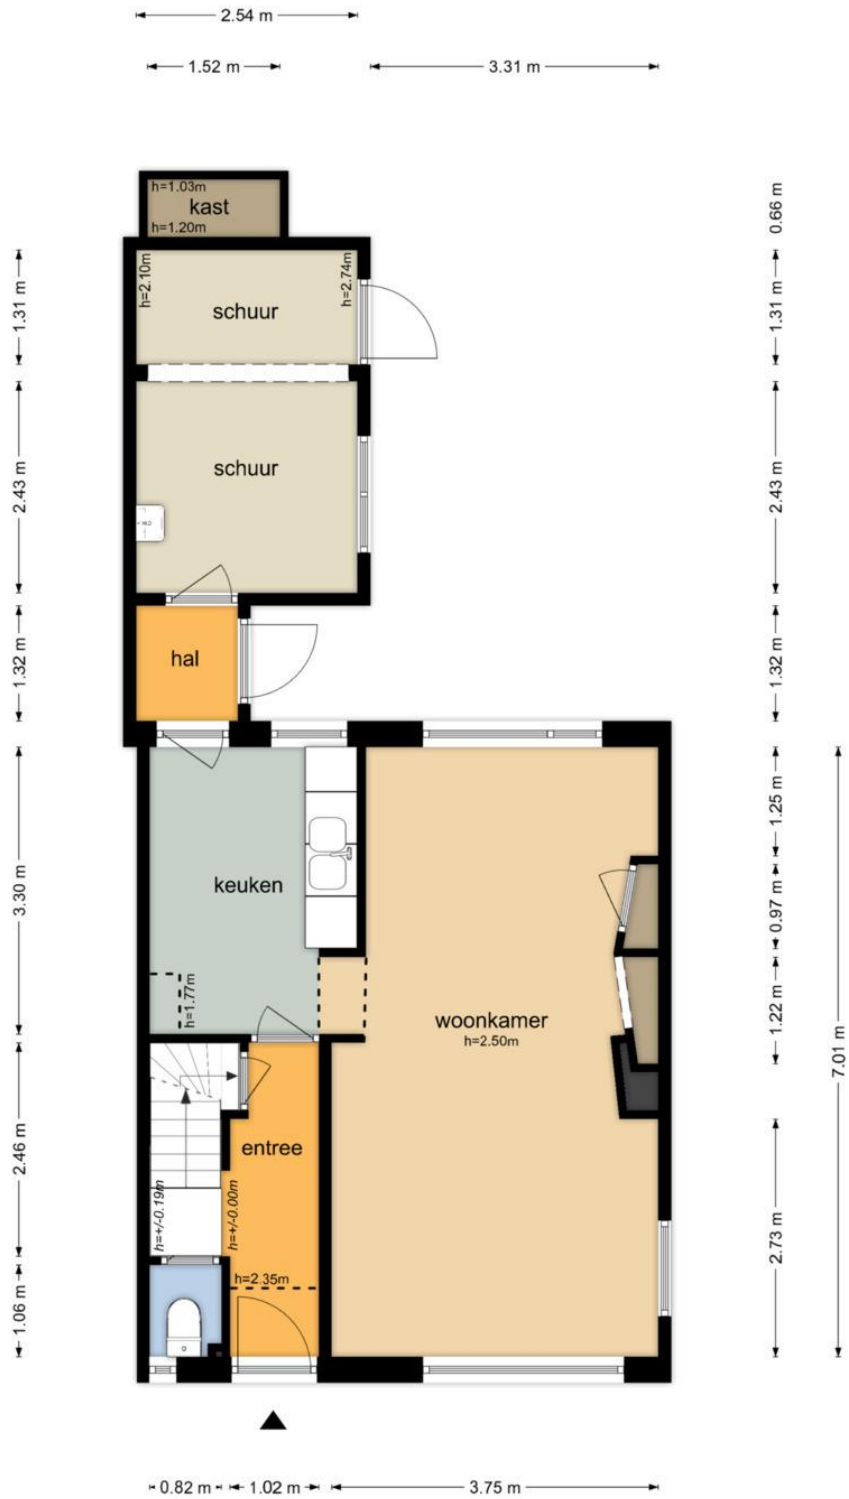 2.54 m
1.52 m
3.31 m
h=1.03m
kast
h=1.20m
0.66 m
1.31 m
h=2.10m
schuur
h=2.74m
1.31 m
2.43 m
schuur
2.43 m
1.32 m
hal
1.32 m
3.30 m
keuken
h=1.77m
1.25 m
0.97 m
1.22 m
woonkamer
h=2.50m
7.01 m
2.46 m
entree
h=+/-0.19m
h=+/-0.00m
h=2.35m
2.73 m
1.06 m
0.82 m
1.02 m
3.75 m